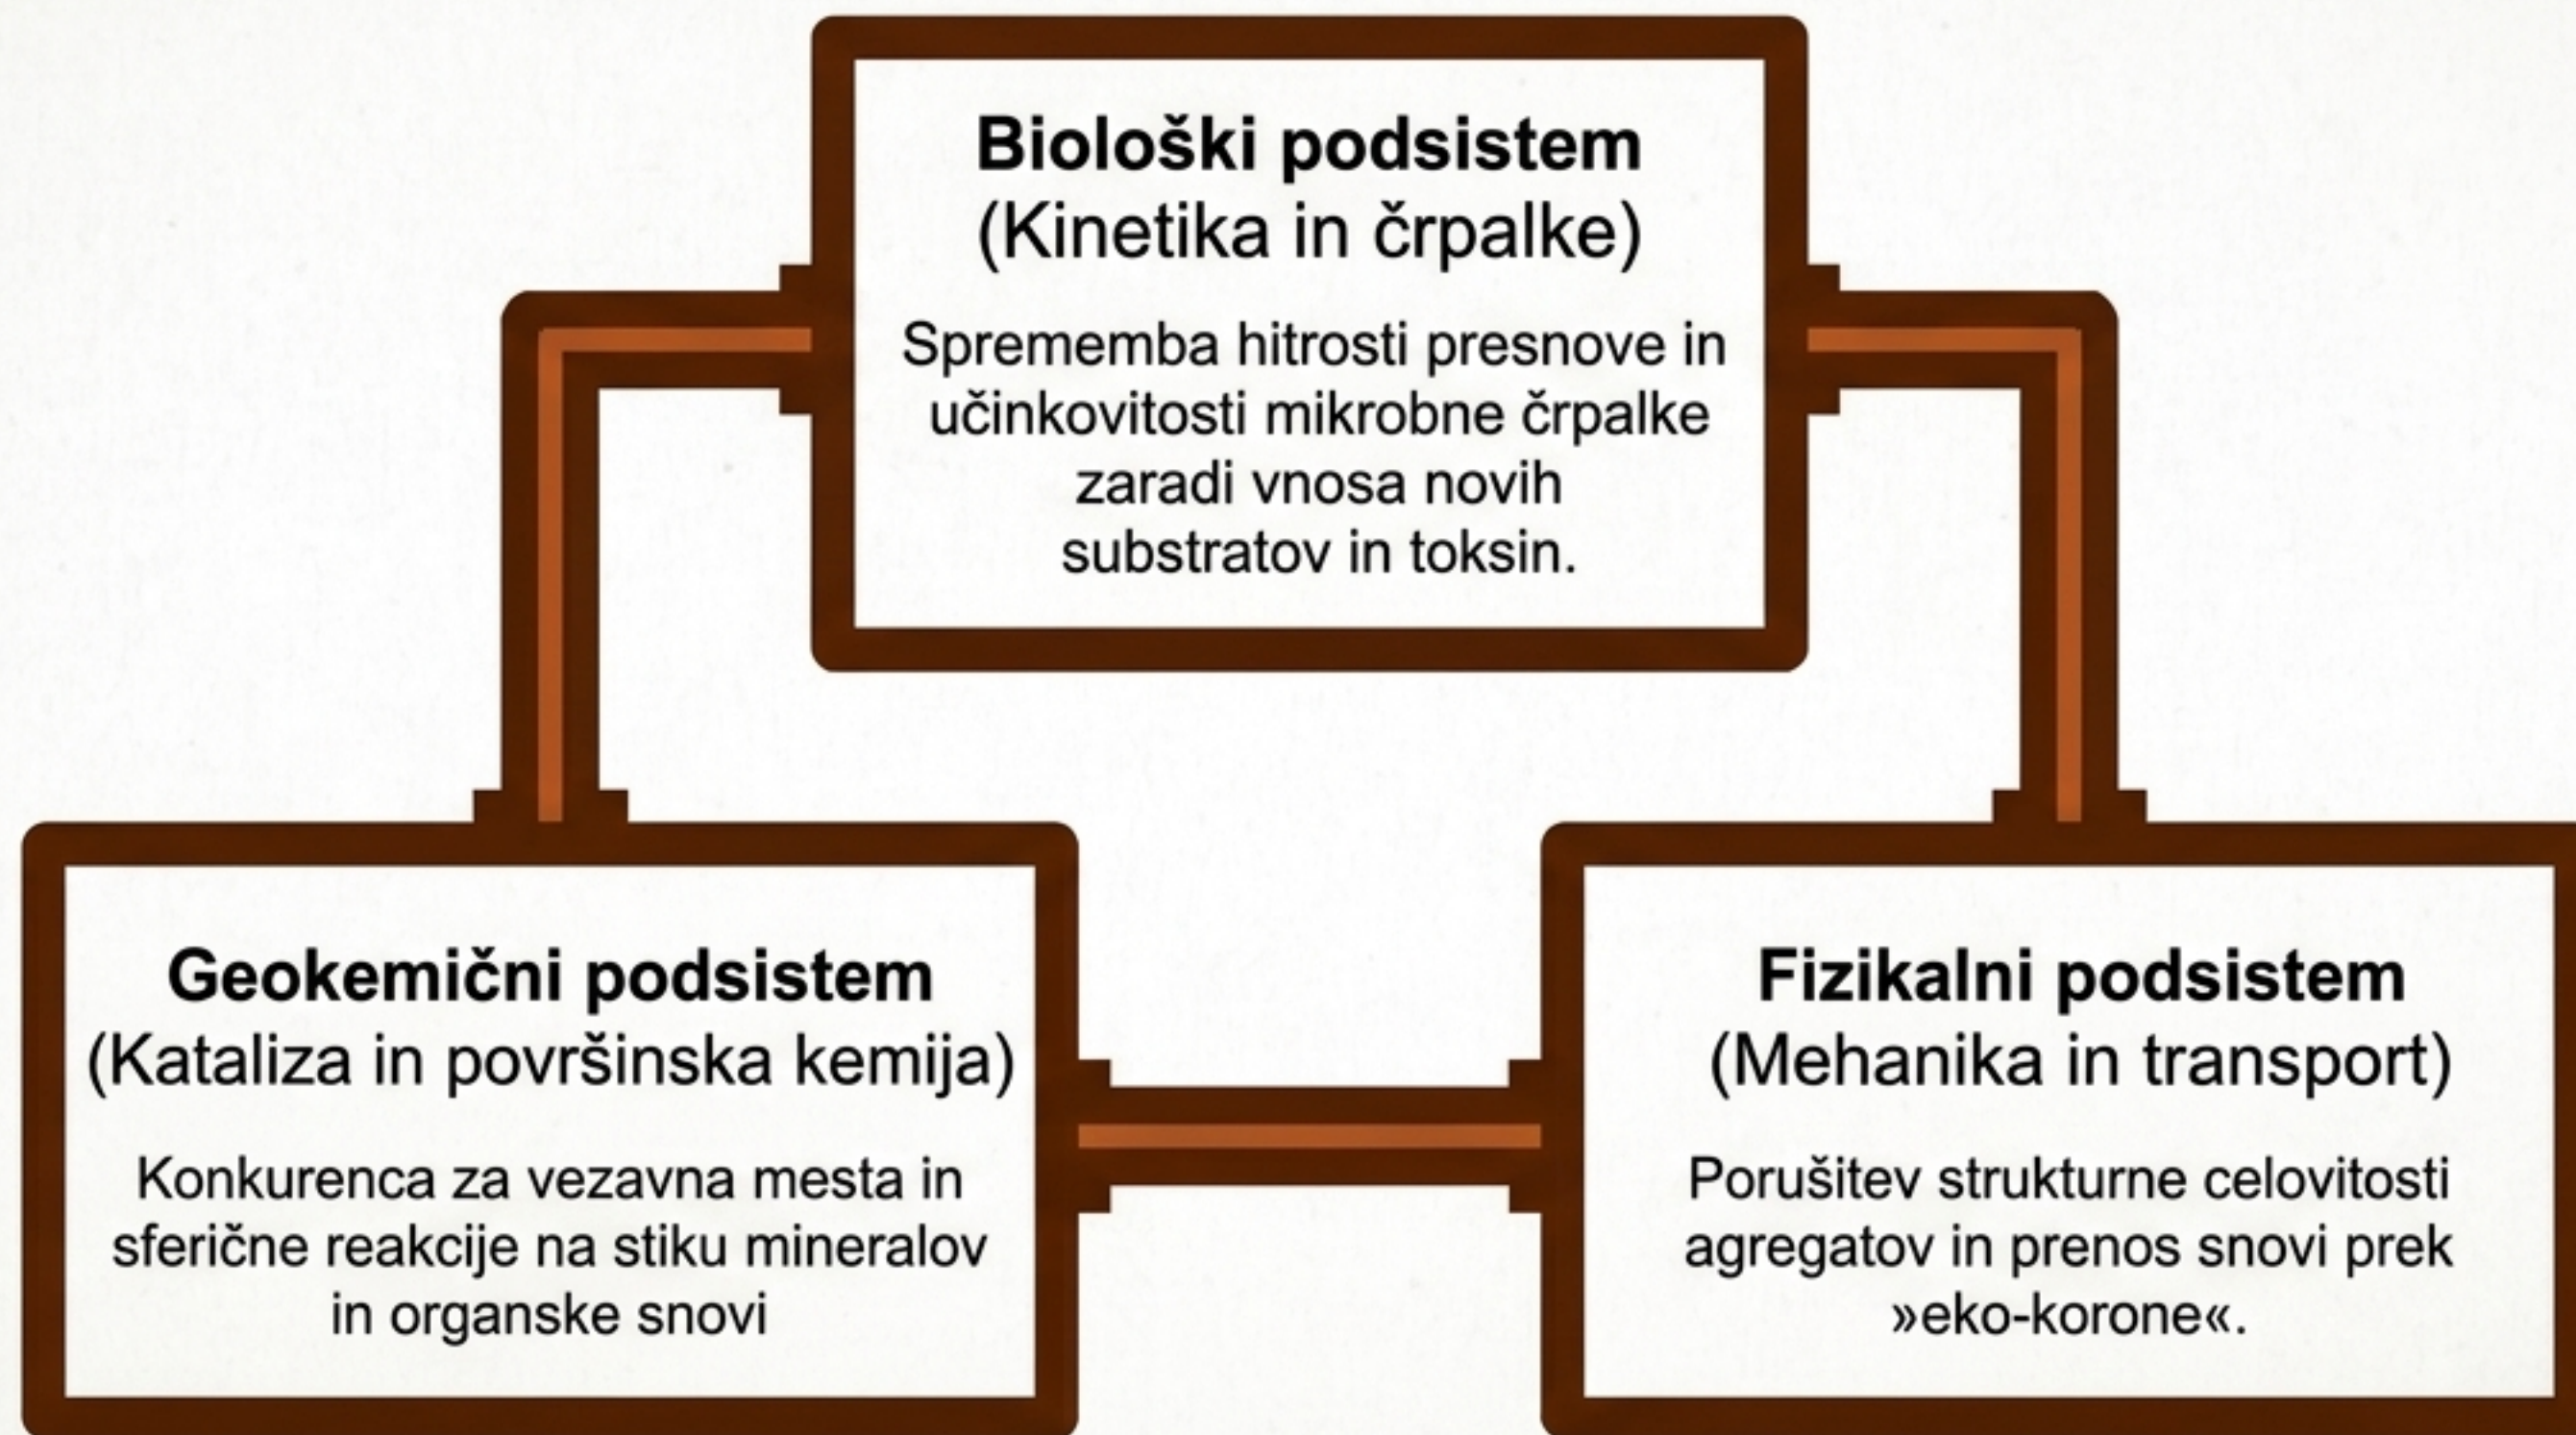 Biološki podsistem
(Kinetika in črpalke)
Sprememba hitrosti presnove in
učinkovitosti mikrobne črpalke
zaradi vnosa novih
substratov in toksin.
Geokemični podsistem
(Kataliza in površinska kemija)
Konkurenca za vezavna mesta in
sferične reakcije na stiku mineralov
in organske snovi
Fizikalni podsistem
(Mehanika in transport)
Porušitev strukturne celovitosti
agregatov in prenos snovi prek
»eko-korone«.